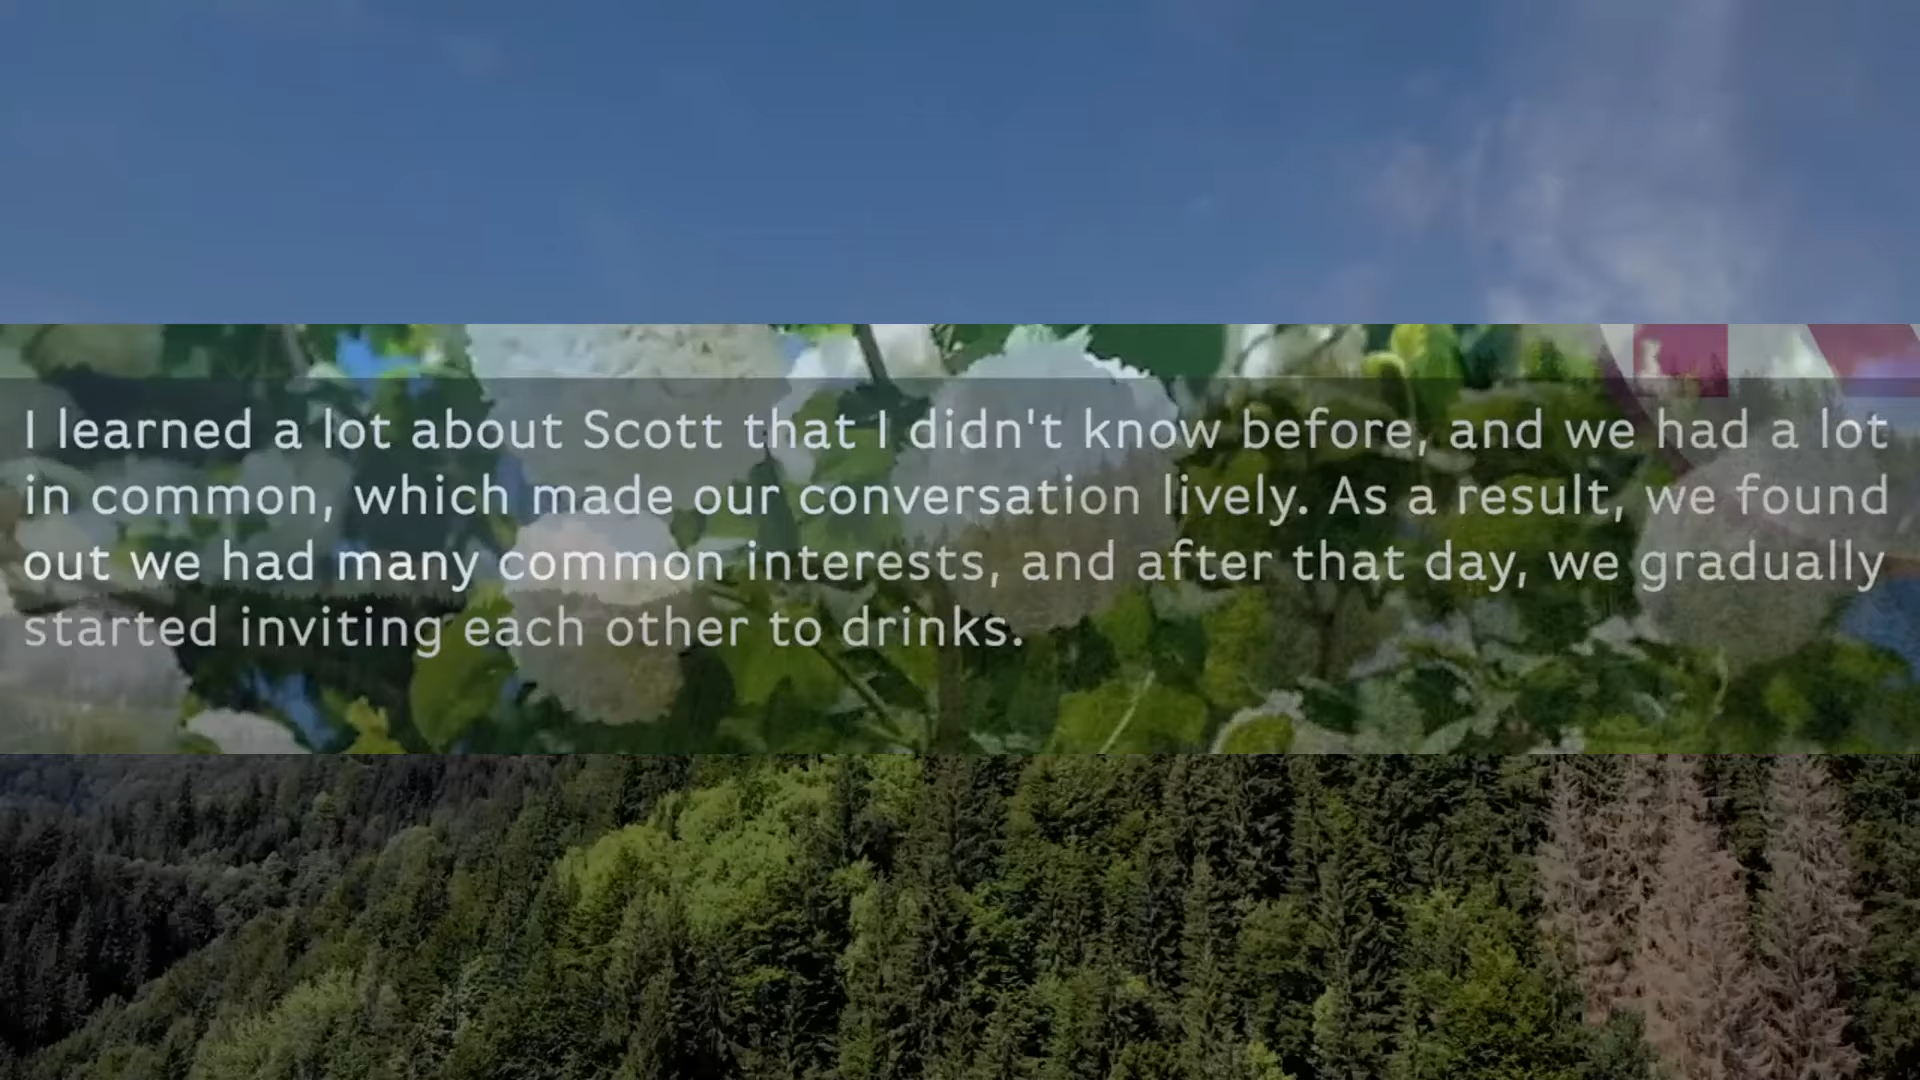 I learned a lot about Scott that I didn't know before, and we had a lot
in common, which made our conversation lively. As a result, we found
out we had many common interests, and after that day, we gradually
started inviting each other to drinks.